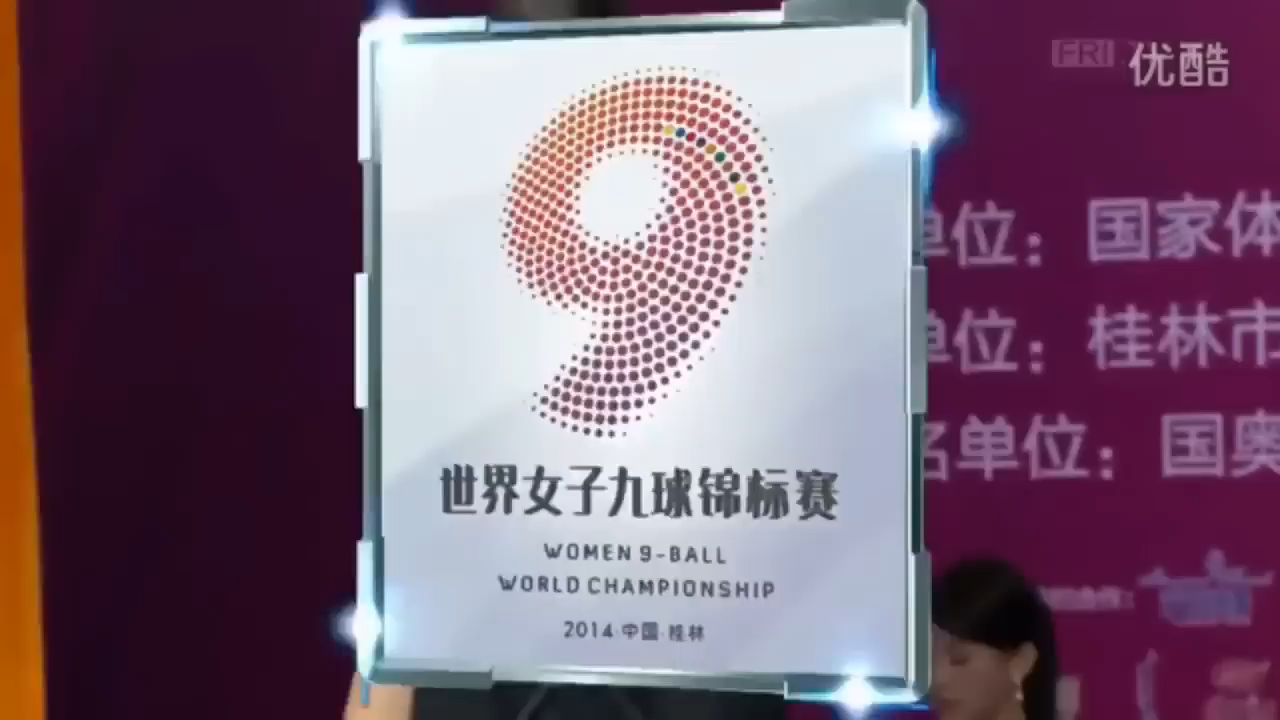 FRI
优酷
单位：国家体
单位：桂林市
名单位：国奥
9
世界女子九球锦标赛
WOMEN 9-BALL
WORLD CHAMPIONSHIP
2014·中国·桂林